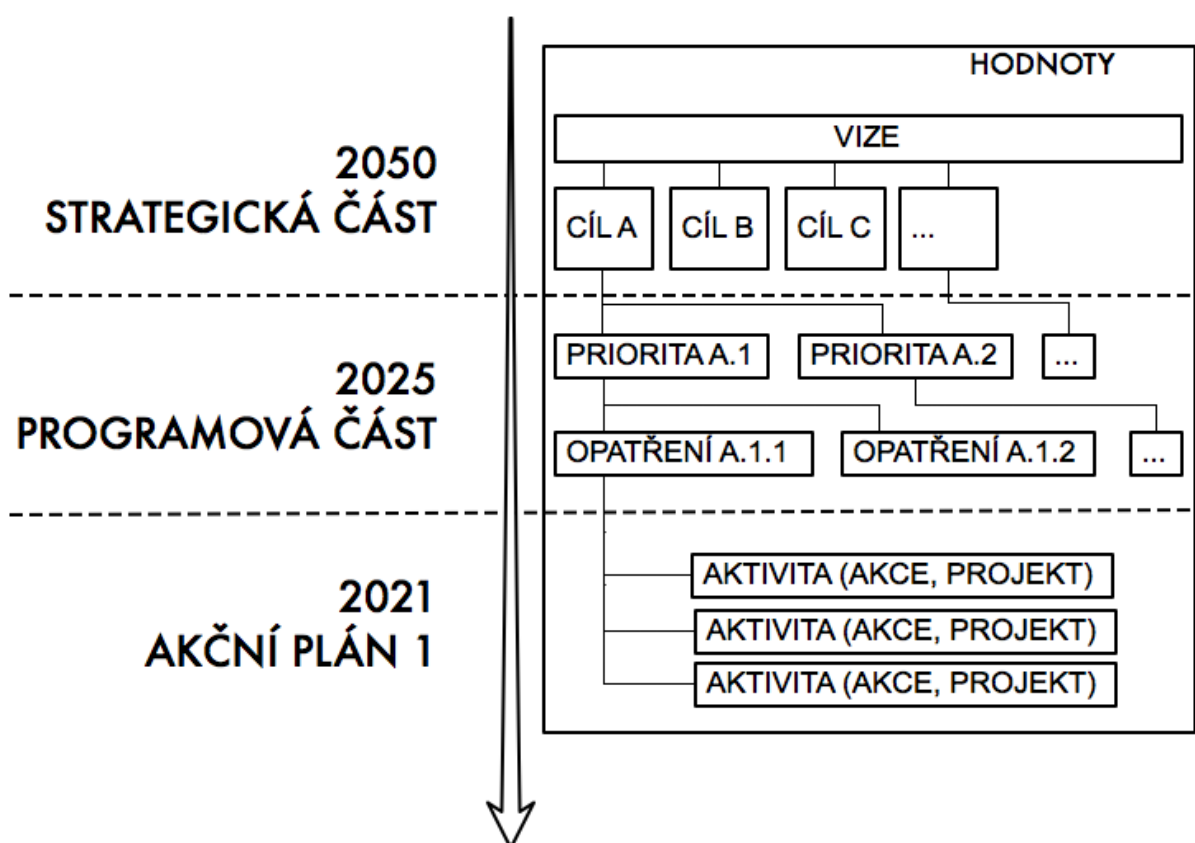 HODNOTY
VIZE
2050
STRATEGICKÁ ČÁST
CÍL A
CÍL B
CÍL C
...
2025
PROGRAMOVÁ ČÁST
PRIORITA A.1
PRIORITA A.2
...
OPATŘENÍ A.1.1
OPATŘENÍ A.1.2
...
2021
AKČNÍ PLÁN 1
AKTIVITA (AKCE, PROJEKT)
AKTIVITA (AKCE, PROJEKT)
AKTIVITA (AKCE, PROJEKT)